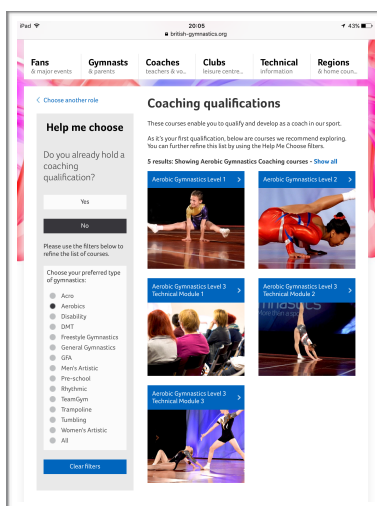 iPad
20:05
43%
british-gymnastics.org
Fans
& major events
Gymnasts
& parents
Coaches
teachers & vo...
Clubs
leisure centre...
Technical
information
Regions
& home coun...
Choose another role
Help me choose
Do you already hold a
coaching
qualification?
Yes
No
Please use the filters below to
refine the list of courses.
Choose your preferred type
of gymnastics:
Acro
Aerobics
Disability
DMT
Freestyle Gymnastics
General Gymnastics
GFA
Men's Artistic
Pre-school
Rhythmic
TeamGym
Trampoline
Tumbling
Women's Artistic
All
Clear filters
Coaching qualifications
These courses enable you to qualify and develop as a coach in our sport.
As it's your first qualification, below are courses we recommend exploring.
You can further refine this list by using the Help Me Choose filters.
5 results: Showing Aerobic Gymnastics Coaching courses - Show all
Aerobic Gymnastics Level 1
Aerobic Gymnastics Level 2
Aerobic Gymnastics Level 3
Technical Module 1
Aerobic Gymnastics Level 3
Technical Module 2
more than a sport
Aerobic Gymnastics Level 3
Technical Module 3